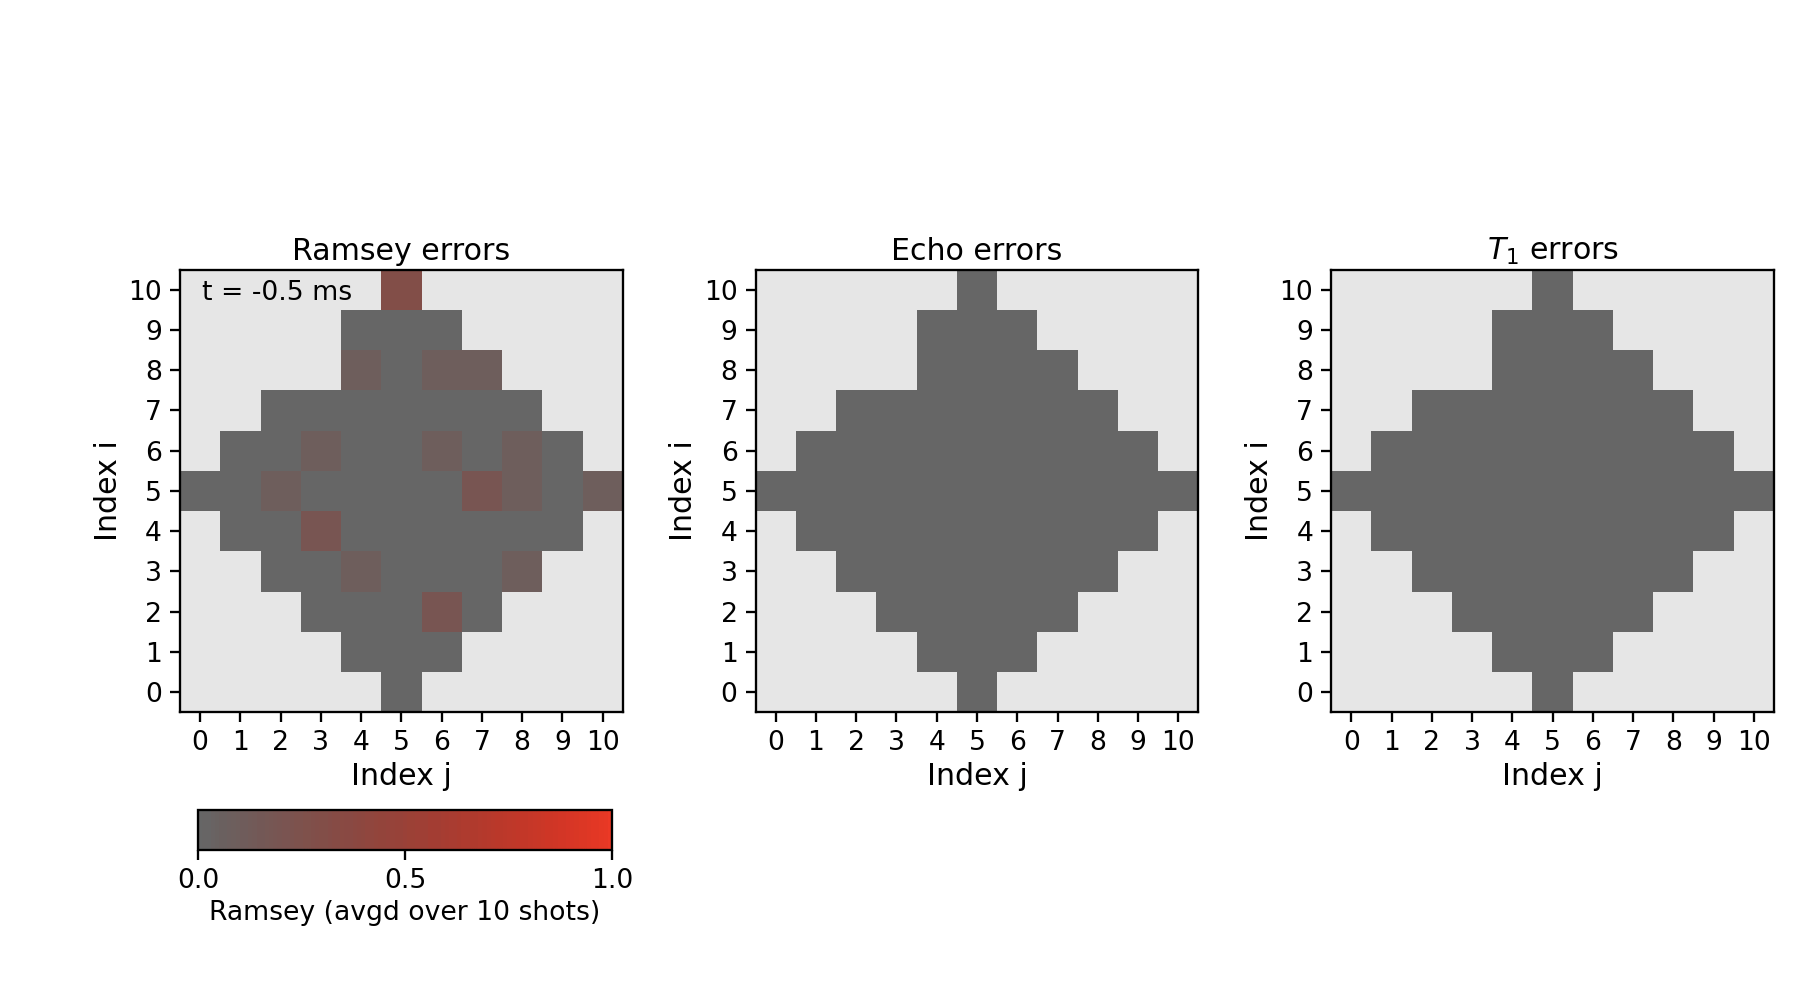 Ramsey errors
t = -0.5 ms
10
9
8
7
6
5
4
3
2
1
0
Index i
0 1 2 3 4 5 6 7 8 9 10
Index j
0.0 0.5 1.0
Ramsey (avgd over 10 shots)
Echo errors
10
9
8
7
6
5
4
3
2
1
0
Index i
0 1 2 3 4 5 6 7 8 9 10
Index j
T₁ errors
10
9
8
7
6
5
4
3
2
1
0
Index i
0 1 2 3 4 5 6 7 8 9 10
Index j